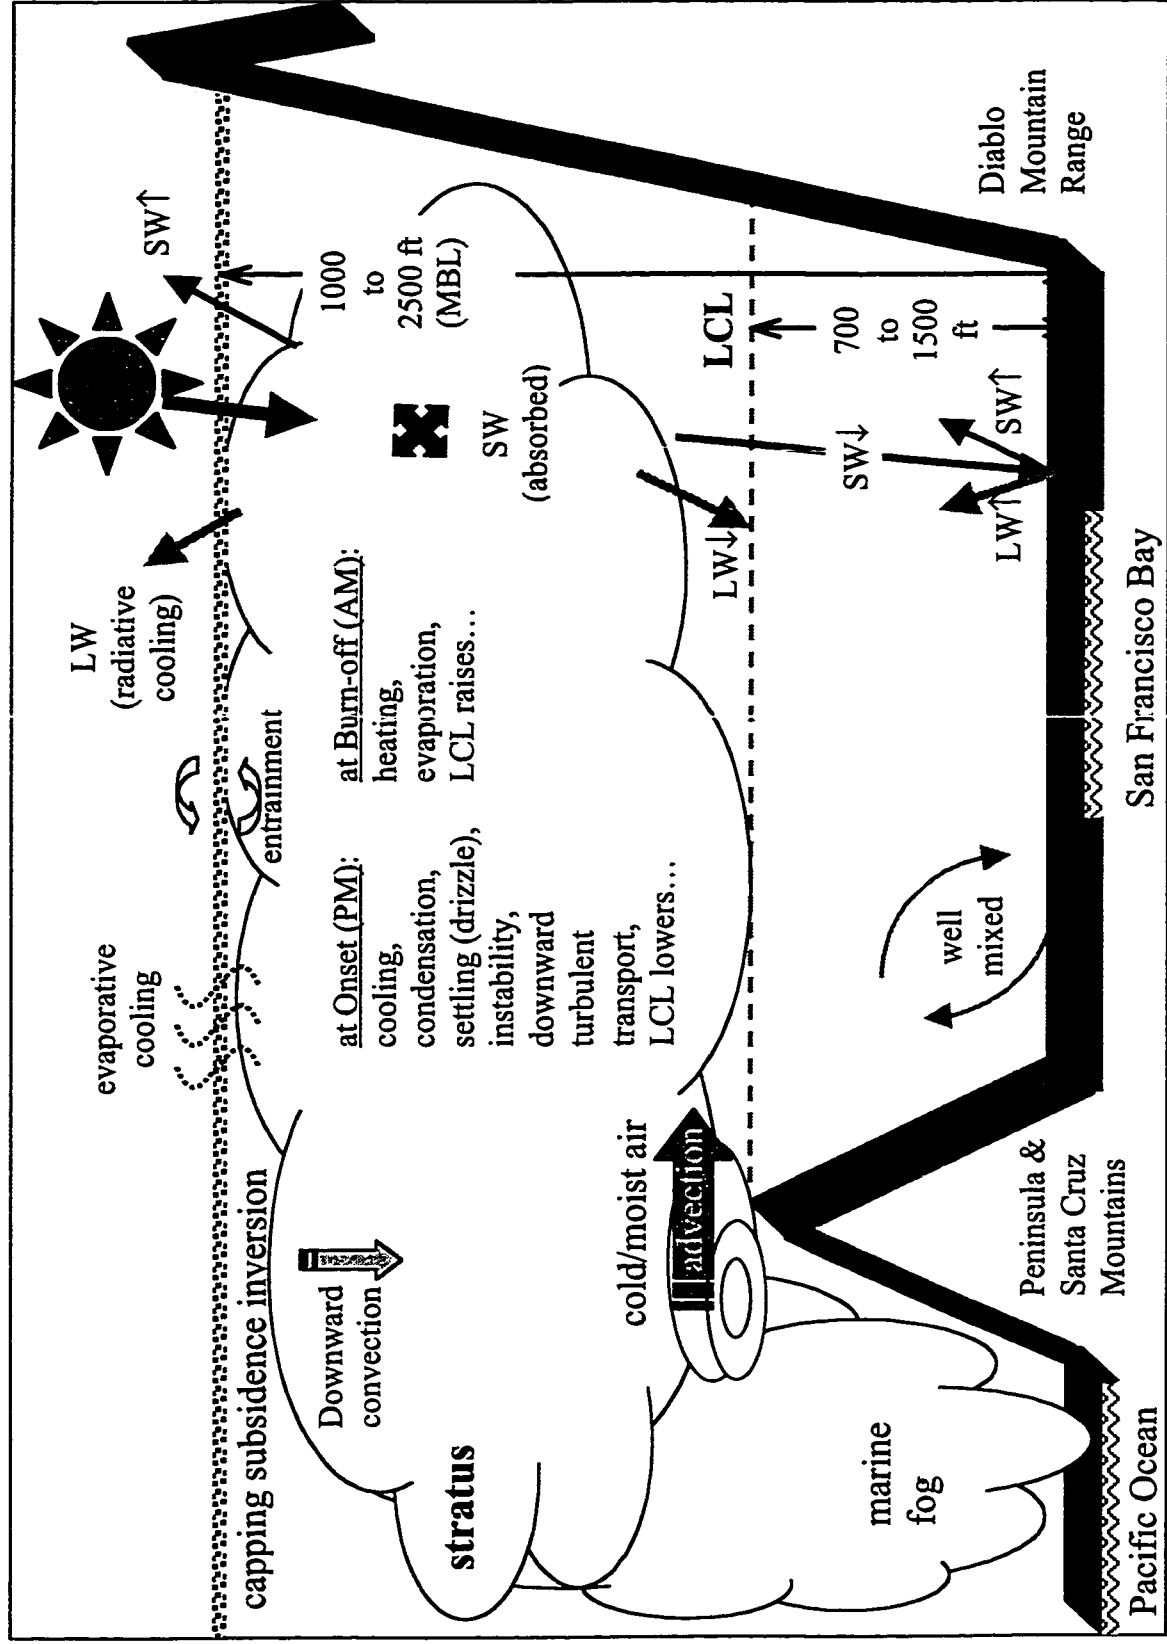 evaporative
cooling
LW
(radiative
cooling)
SW↑
capping subsidence inversion
entrainment
Downward
convection
stratus
at Onset (PM):
cooling,
condensation,
settling (drizzle),
instability,
downward
turbulent
transport,
LCL lowers…
at Burn-off (AM):
heating,
evaporation,
LCL raises…
SW
(absorbed)
1000
to
2500 ft
(MBL)
cold/moist air
advection
LW↓
LCL
SW↓
700
to
1500
ft
marine
fog
well
mixed
LW↑
SW↑
Peninsula &
Santa Cruz
Mountains
Diablo
Mountain
Range
Pacific Ocean
San Francisco Bay